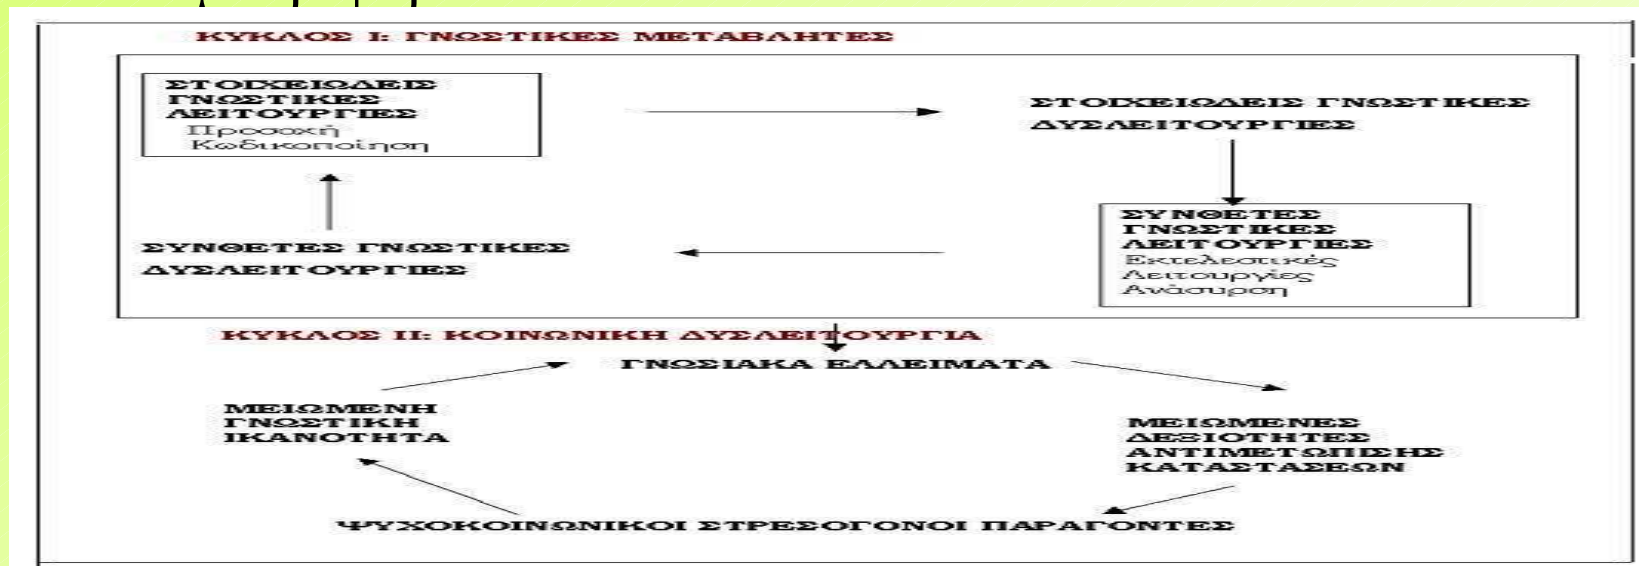 ΚΥΚΛΟΣ Ι: ΓΝΩΣΤΙΚΕΣ ΜΕΤΑΒΛΗΤΕΣ
ΣΤΟΙΧΕΙΩΔΕΙΣ
ΓΝΩΣΤΙΚΕΣ
ΛΕΙΤΟΥΡΓΙΕΣ
Προσοχή
Κωδικοποίηση
ΣΤΟΙΧΕΙΩΔΕΙΣ ΓΝΩΣΤΙΚΕΣ
ΔΥΣΛΕΙΤΟΥΡΓΙΕΣ
ΣΥΝΘΕΤΕΣ ΓΝΩΣΤΙΚΕΣ
ΔΥΣΛΕΙΤΟΥΡΓΙΕΣ
ΣΥΝΘΕΤΕΣ
ΓΝΩΣΤΙΚΕΣ
ΛΕΙΤΟΥΡΓΙΕΣ
Εκτελεστικές
Λειτουργίες
Ανάσυρση
ΚΥΚΛΟΣ ΙΙ: ΚΟΙΝΩΝΙΚΗ ΔΥΣΛΕΙΤΟΥΡΓΙΑ
ΓΝΩΣΙΑΚΑ ΕΛΛΕΙΜΑΤΑ
ΜΕΙΩΜΕΝΗ
ΓΝΩΣΤΙΚΗ
ΙΚΑΝΟΤΗΤΑ
ΜΕΙΩΜΕΝΕΣ
ΔΕΞΙΟΤΗΤΕΣ
ΑΝΤΙΜΕΤΩΠΙΣΗΣ
ΚΑΤΑΣΤΑΣΕΩΝ
ΨΥΧΟΚΟΙΝΩΝΙΚΟΙ ΣΤΡΕΣΟΓΟΝΟΙ ΠΑΡΑΓΟΝΤΕΣ